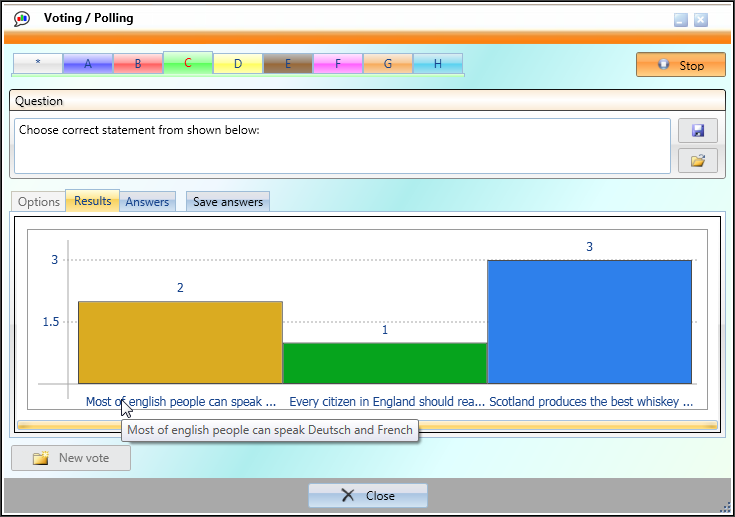 Voting / Polling
* A B C D E F G H Stop
Question
Choose correct statement from shown below:
Options Results Answers Save answers
3
3
2
1.5
1
Most of english people can speak ... Every citizen in England should rea... Scotland produces the best whiskey ...
Most of english people can speak Deutsch and French
New vote
Close